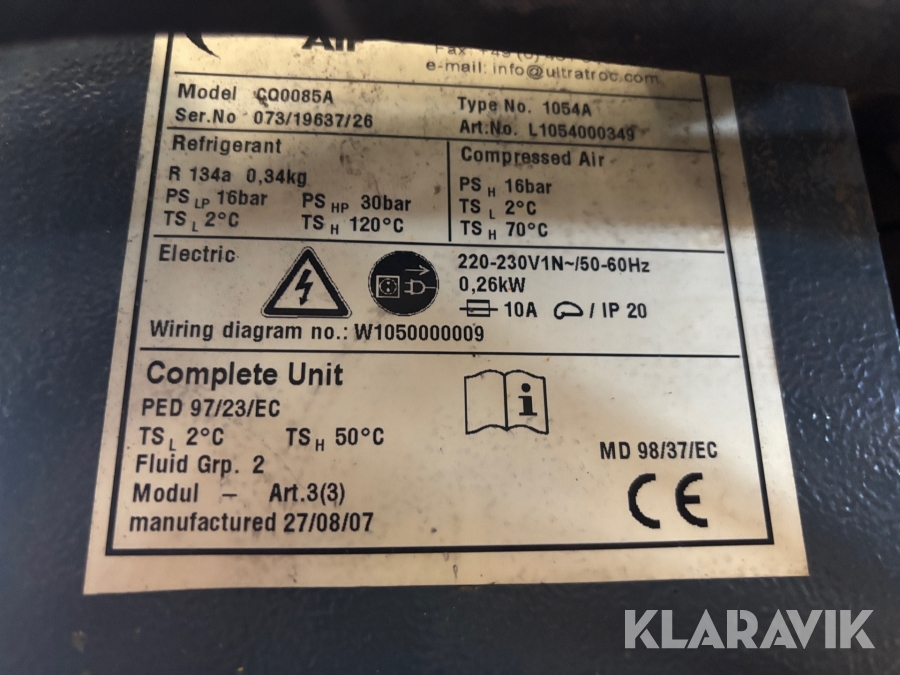 Air
e-mail: info@ultratroc.com
Model CQ0085A
Type No. 1054A
Ser.No 073/19637/26
Art.No. L1054000349
Refrigerant
R 134a 0,34kg
PS LP 16bar PS HP 30bar
TS L 2°C TS H 120°C
Compressed Air
PS H 16bar
TS L 2°C
TS H 70°C
Electric
220-230V1N~/50-60Hz
0,26kW
10A / IP 20
Wiring diagram no.: W1050000009
Complete Unit
PED 97/23/EC
TS L 2°C TS H 50°C
Fluid Grp. 2
Modul – Art.3(3)
manufactured 27/08/07
i
MD 98/37/EC
CE
KLARAVIK